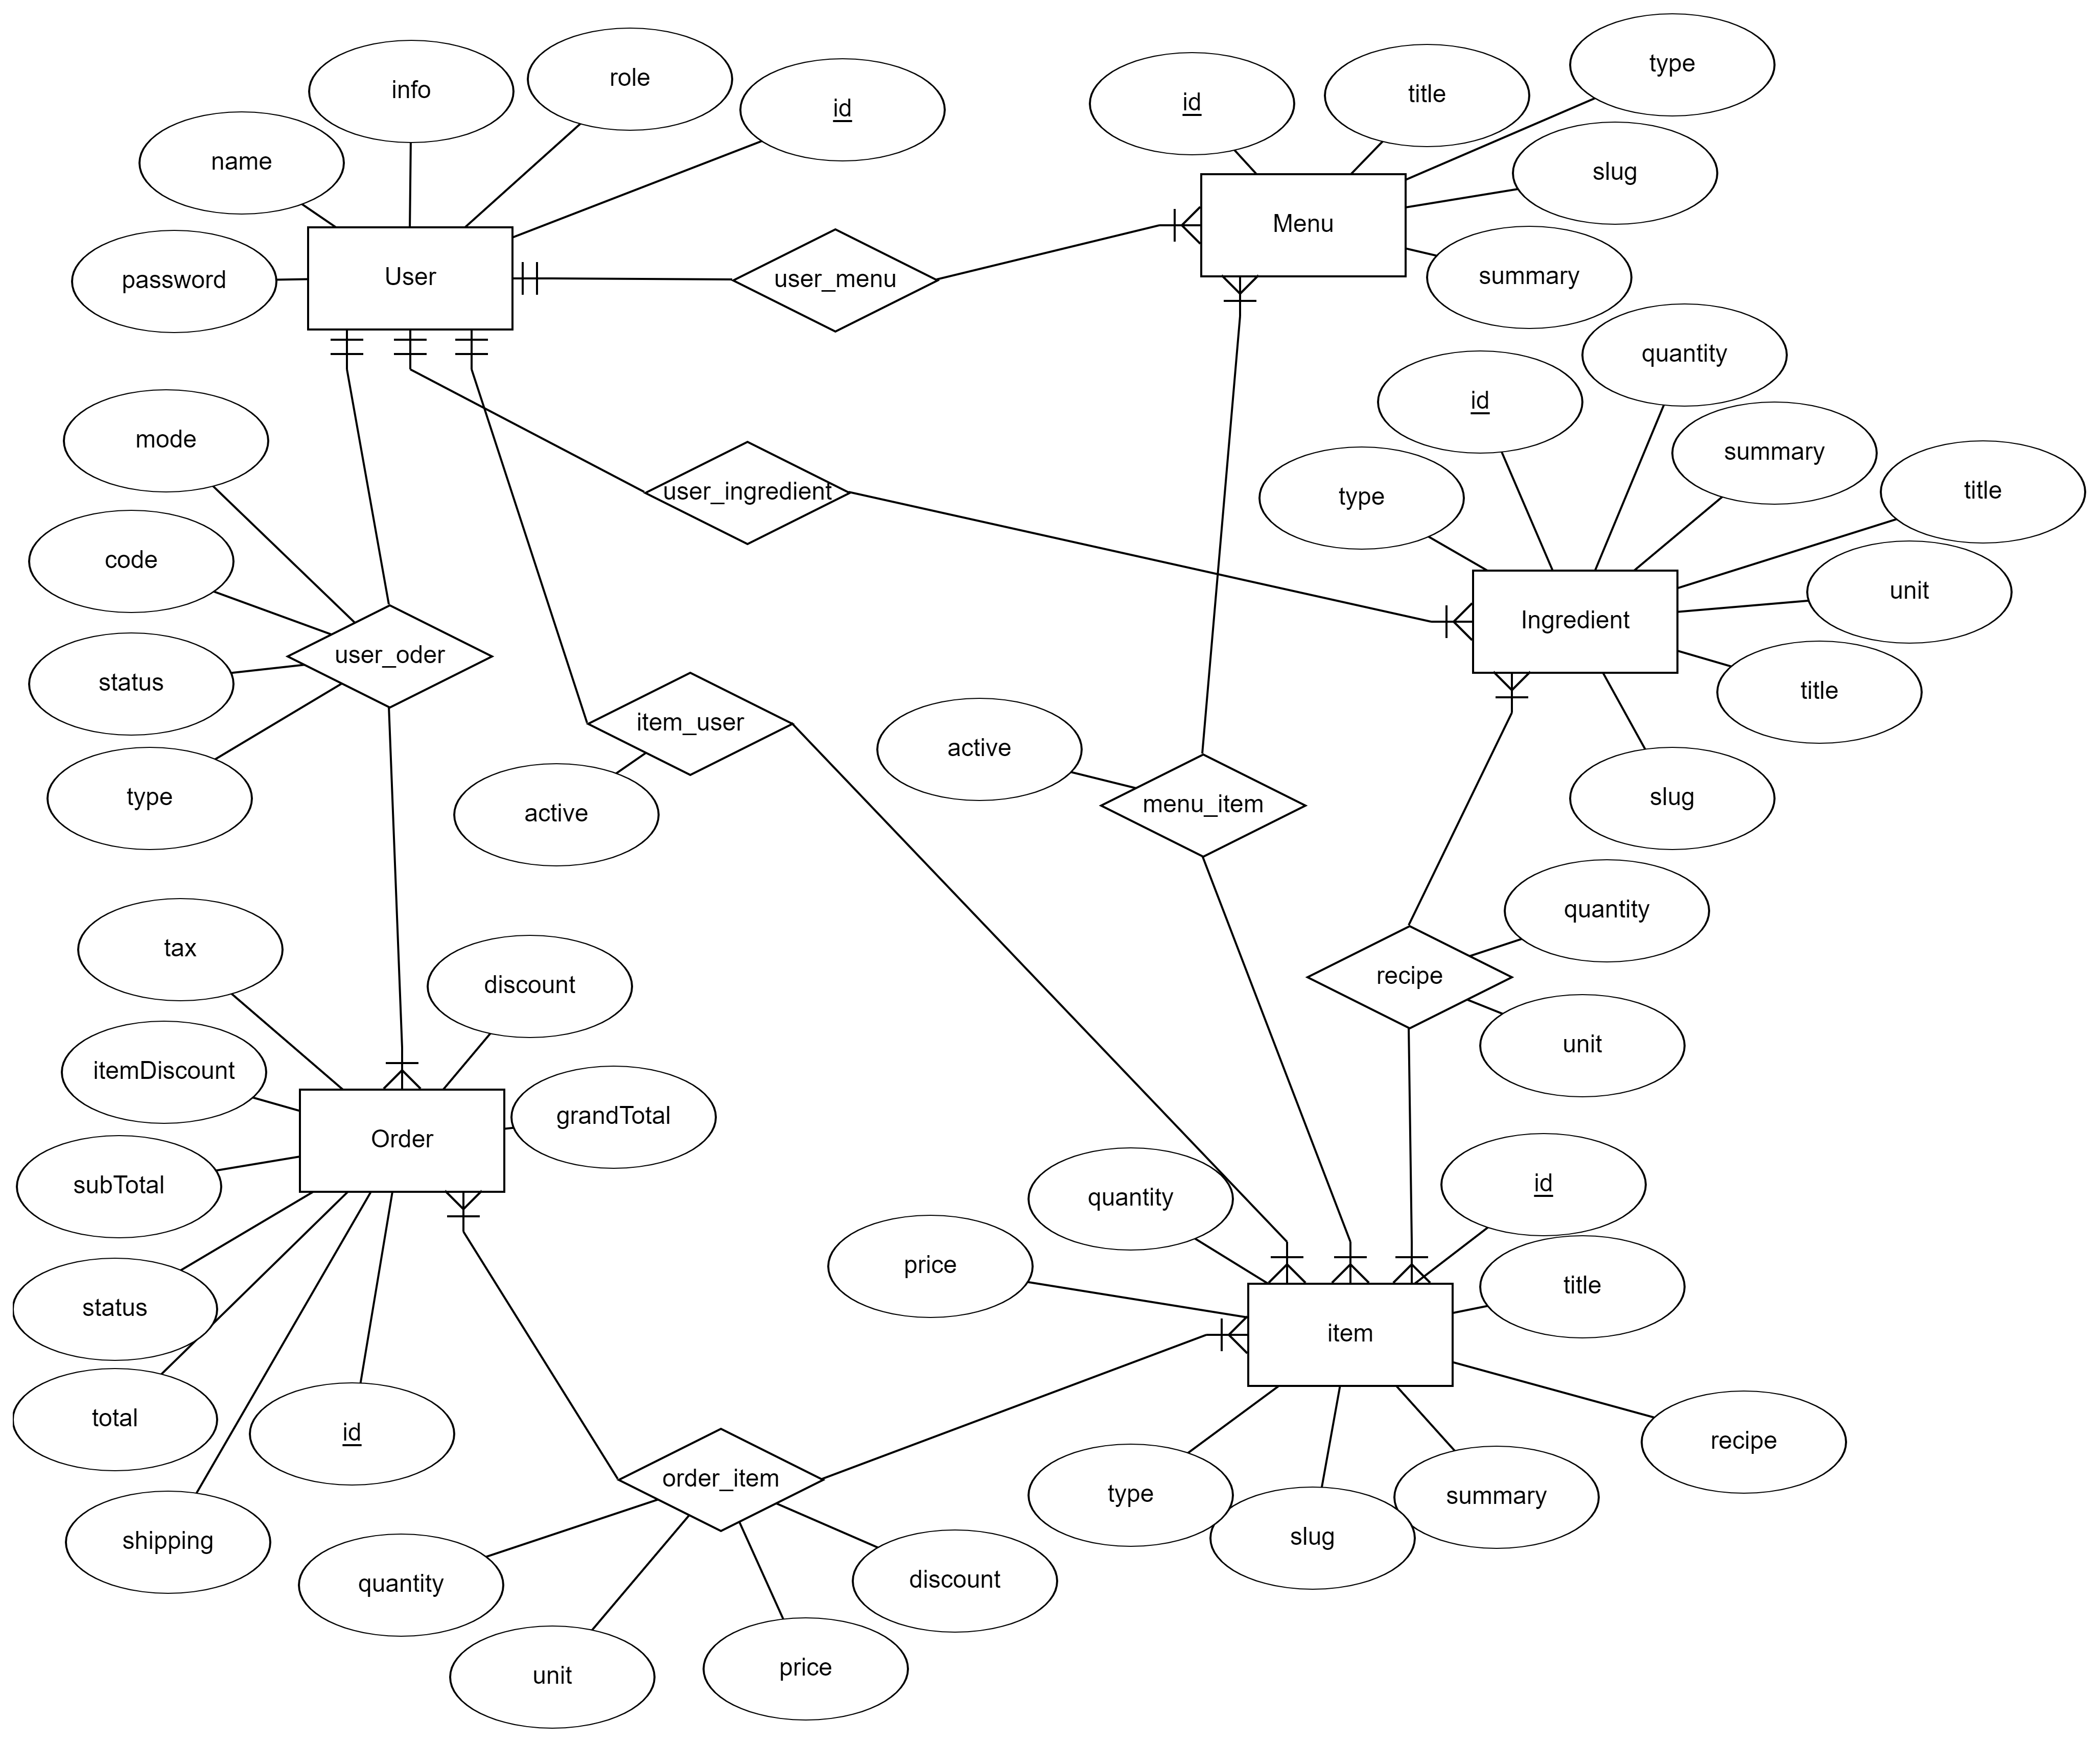 type
role
info
title
id
id
name
slug
Menu
User
summary
password
user_menu
quantity
id
mode
summary
title
user_ingredient
type
code
unit
Ingredient
user_oder
status
title
item_user
active
type
slug
menu_item
active
quantity
tax
recipe
discount
unit
itemDiscount
grandTotal
Order
subTotal
id
quantity
price
title
status
item
total
id
recipe
order_item
type
summary
shipping
slug
quantity
discount
unit
price